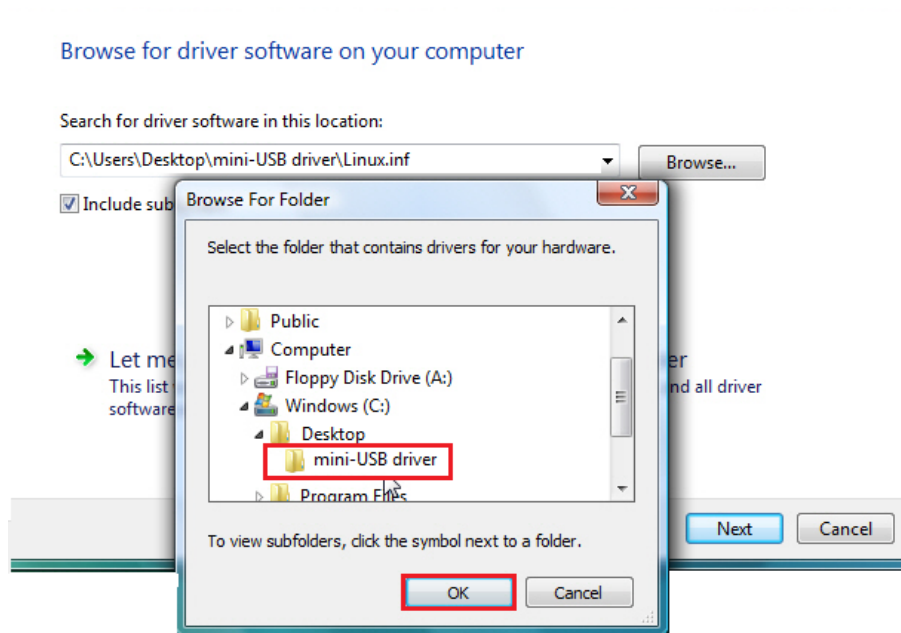 Browse for driver software on your computer
Search for driver software in this location:
C:\Users\Desktop\mini-USB driver\Linux.inf
Browse...
Include sub
Browse For Folder
Select the folder that contains drivers for your hardware.
Public
Computer
Floppy Disk Drive (A:)
Windows (C:)
Desktop
mini-USB driver
Program Files
Let me er
This list nd all driver
software
To view subfolders, click the symbol next to a folder.
OK Cancel
Next Cancel